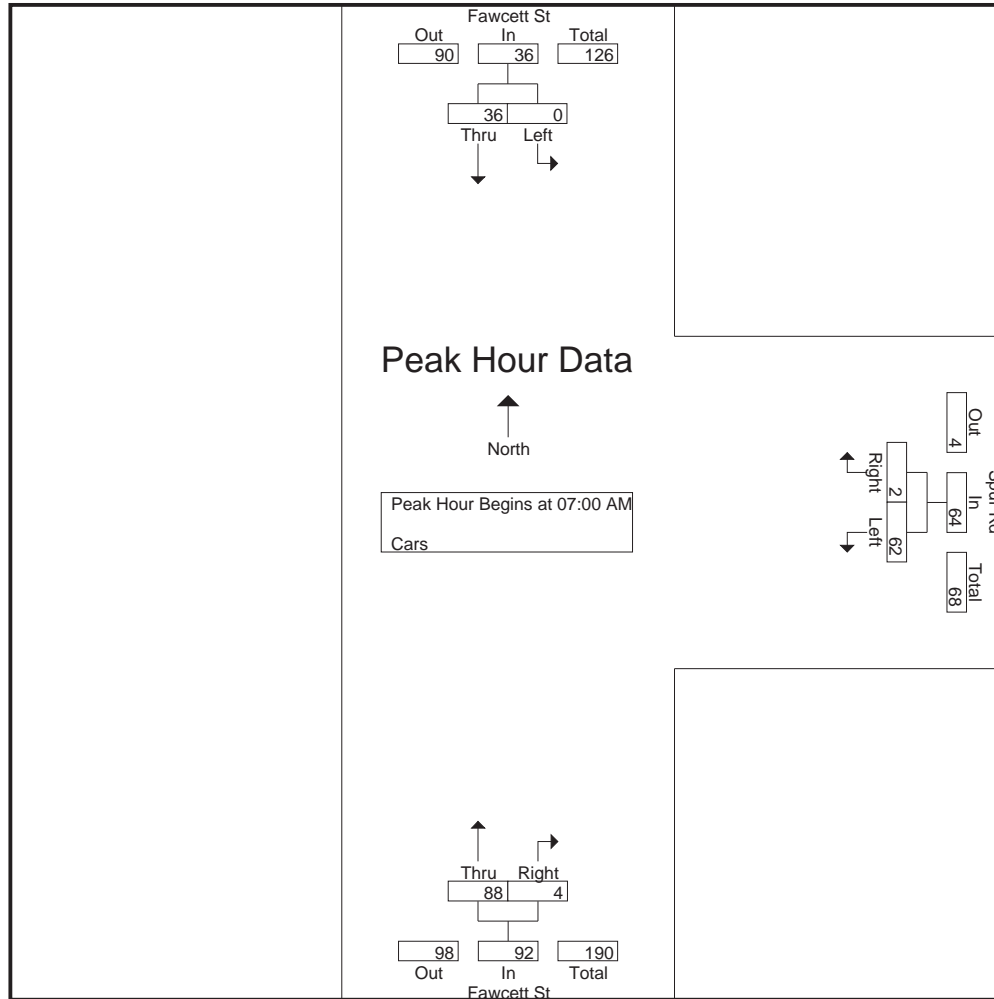 Fawcett St
Out In Total
90 36 126
36 0
Thru Left
Peak Hour Data
North
Peak Hour Begins at 07:00 AM
Cars
Out In Total
4 64 68
2 62
Right Left
Thru Right
88 4
98 92 190
Out In Total
Fawcett St